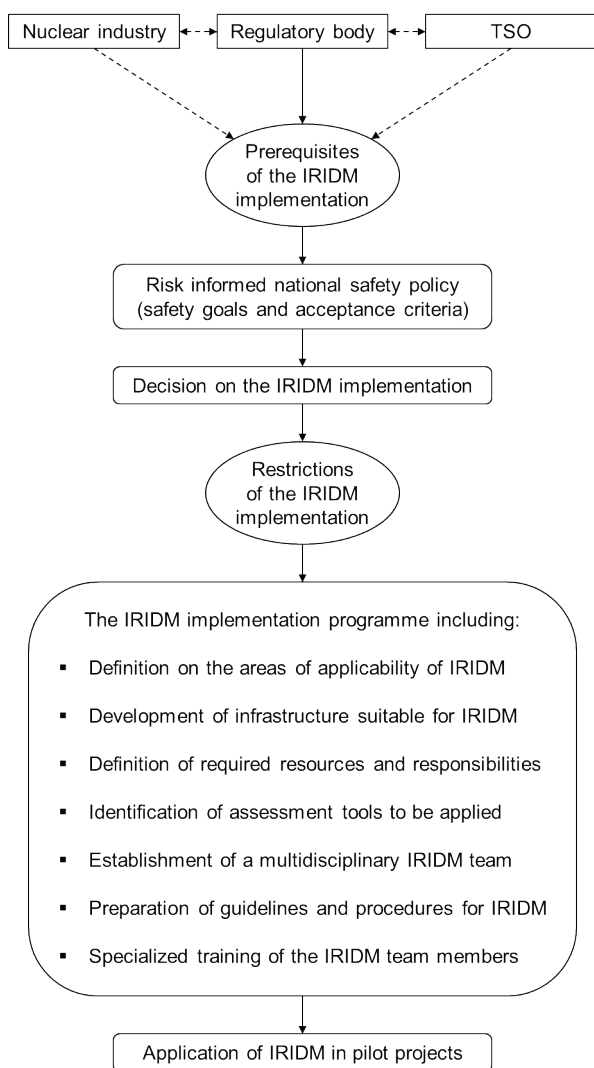 Nuclear industry
Regulatory body
TSO
Prerequisites
of the IRIDM
implementation
Risk informed national safety policy
(safety goals and acceptance criteria)
Decision on the IRIDM implementation
Restrictions
of the IRIDM
implementation
The IRIDM implementation programme including:
▪ Definition on the areas of applicability of IRIDM
▪ Development of infrastructure suitable for IRIDM
▪ Definition of required resources and responsibilities
▪ Identification of assessment tools to be applied
▪ Establishment of a multidisciplinary IRIDM team
▪ Preparation of guidelines and procedures for IRIDM
▪ Specialized training of the IRIDM team members
Application of IRIDM in pilot projects